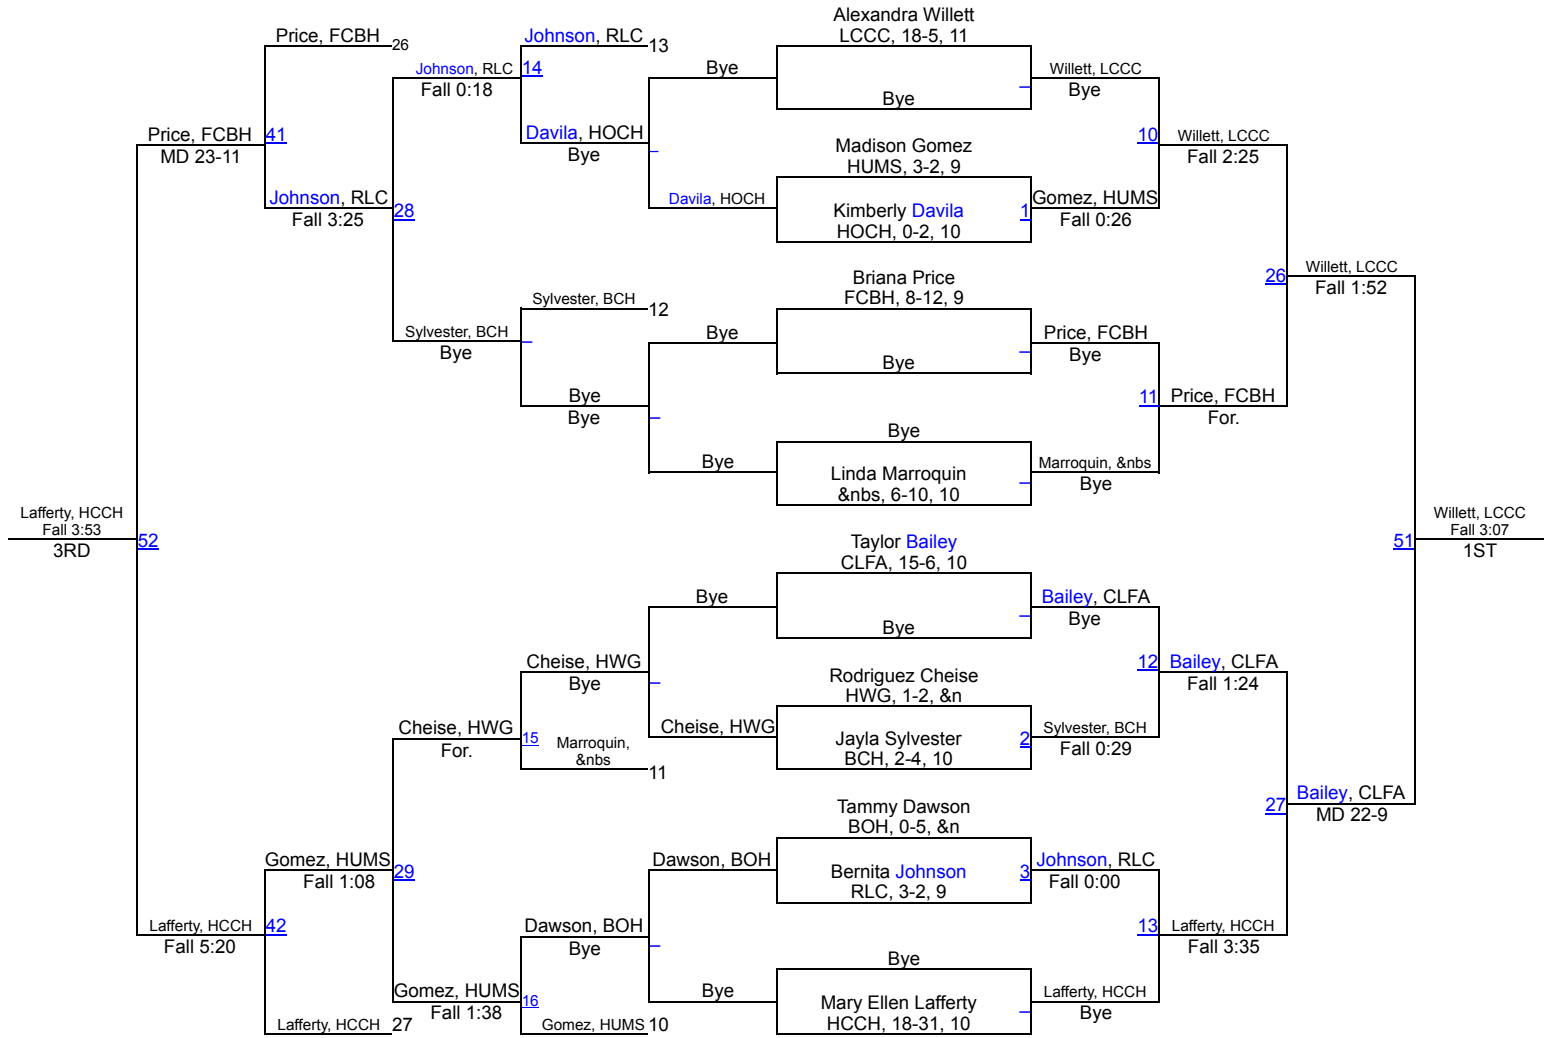 Price, FCBH
26
Johnson, RLC
Fall 0:18
Johnson, RLC
13
14
Davila, HOCH
Bye
Price, FCBH
MD 23-11
41
Johnson, RLC
Fall 3:25
28
Sylvester, BCH
12
Sylvester, BCH
Bye
Bye
Bye
Bye
Davila, HOCH
Bye
Bye
Alexandra Willett
LCCC, 18-5, 11
Bye
Madison Gomez
HUMS, 3-2, 9
Kimberly Davila
HOCH, 0-2, 10
1
Briana Price
FCBH, 8-12, 9
Bye
Bye
Linda Marroquin
&nbs, 6-10, 10
Willett, LCCC
Bye
10
Gomez, HUMS
Fall 0:26
Willett, LCCC
Fall 2:25
Price, FCBH
Bye
11
Marroquin, &nbs
Bye
Price, FCBH
For.
26
Willett, LCCC
Fall 1:52
Lafferty, HCCH
Fall 3:53
3RD
52
51
Willett, LCCC
Fall 3:07
1ST
Taylor Bailey
CLFA, 15-6, 10
Bye
Bye
Bailey, CLFA
Bye
Cheise, HWG
Bye
Cheise, HWG
Rodriguez Cheise
HWG, 1-2, &n
Jayla Sylvester
BCH, 2-4, 10
2
Sylvester, BCH
Fall 0:29
12
Bailey, CLFA
Fall 1:24
Cheise, HWG
For.
15
Marroquin,
&nbs
11
27
Bailey, CLFA
MD 22-9
Tammy Dawson
BOH, 0-5, &n
Dawson, BOH
Bernita Johnson
RLC, 3-2, 9
3
Johnson, RLC
Fall 0:00
Gomez, HUMS
Fall 1:08
29
Lafferty, HCCH
Fall 5:20
42
Dawson, BOH
Bye
13
Lafferty, HCCH
Fall 3:35
Bye
Bye
Mary Ellen Lafferty
HCCH, 18-31, 10
Lafferty, HCCH
Bye
Gomez, HUMS
Fall 1:38
16
Gomez, HUMS
10
Lafferty, HCCH
27